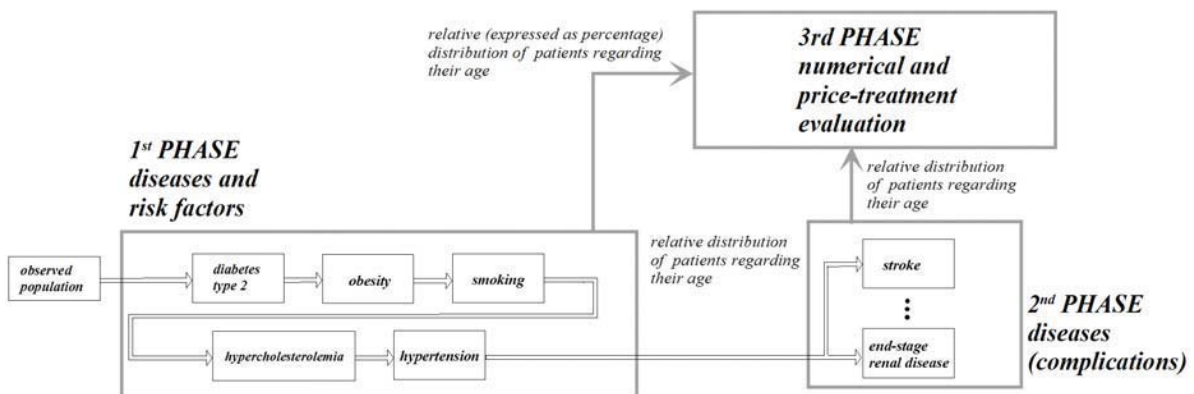 relative (expressed as percentage)
distribution of patients regarding
their age
3rd PHASE
numerical and
price-treatment
evaluation
1st PHASE
diseases and
risk factors
relative distribution
of patients regarding
their age
relative distribution
of patients regarding
their age
observed
population
diabetes
type 2
obesity
smoking
stroke
hypercholesterolemia
hypertension
end-stage
renal disease
2nd PHASE
diseases
(complications)